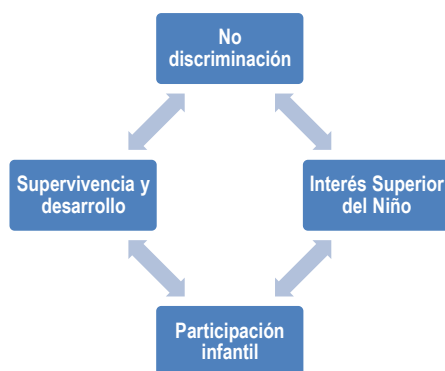 No
discriminación
Supervivencia y
desarrollo
Interés Superior
del Niño
Participación
infantil